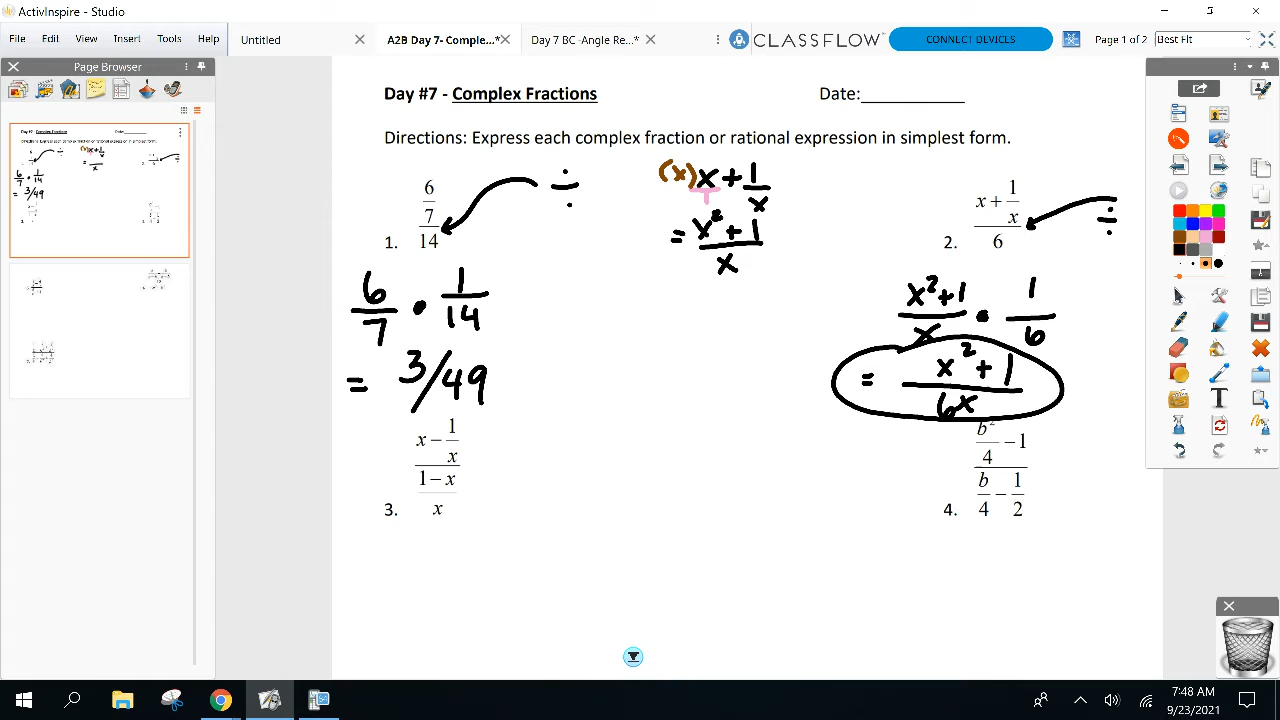 ActivInspire - Studio
File Edit View Insert Tools Help
Untitled
A2B Day 7- Comple...*
Day 7 BC -Angle Re... *
CLASSFLOW
CONNECT DEVICES
Page 1 of 2
Best Fit
Page Browser
Day #7 - Complex Fractions
Date:___________
Directions: Express each complex fraction or rational expression in simplest form.
1. 6/7 / 14
÷
6/7 • 1/14
= 3/49
(x)x/1 + 1/x
= x²+1 / x
2. x + 1/x / 6
÷
x²+1 / x • 1/6
= x²+1 / 6x
3. x − 1/x / 1−x / x
4. b²/4 −1 / b/4 − 1/2
7:48 AM
9/23/2021